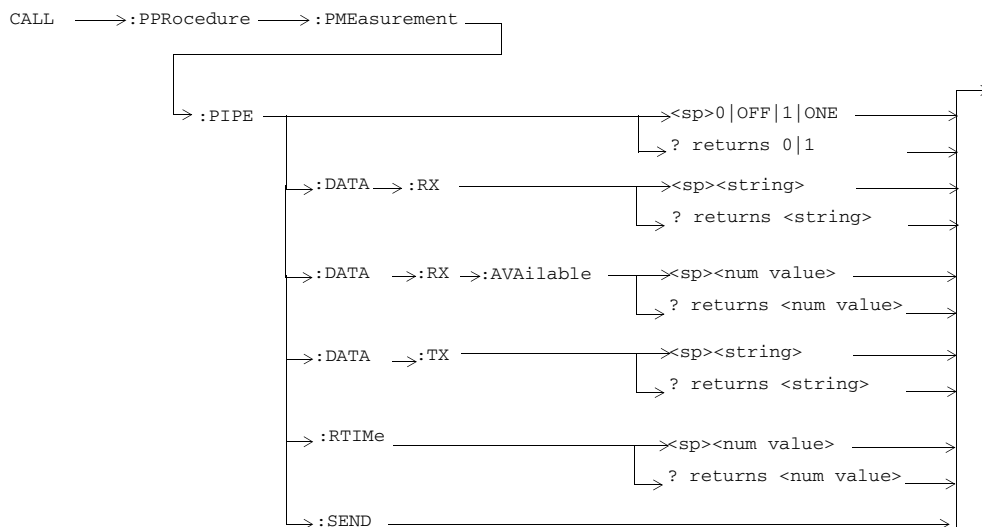 CALL :PPRocedure :PMEasurement
:PIPE <sp>0|OFF|1|ONE
? returns 0|1
:DATA :RX <sp><string>
? returns <string>
:DATA :RX :AVAilable <sp><num value>
? returns <num value>
:DATA :TX <sp><string>
? returns <string>
:RTIMe <sp><num value>
? returns <num value>
:SEND